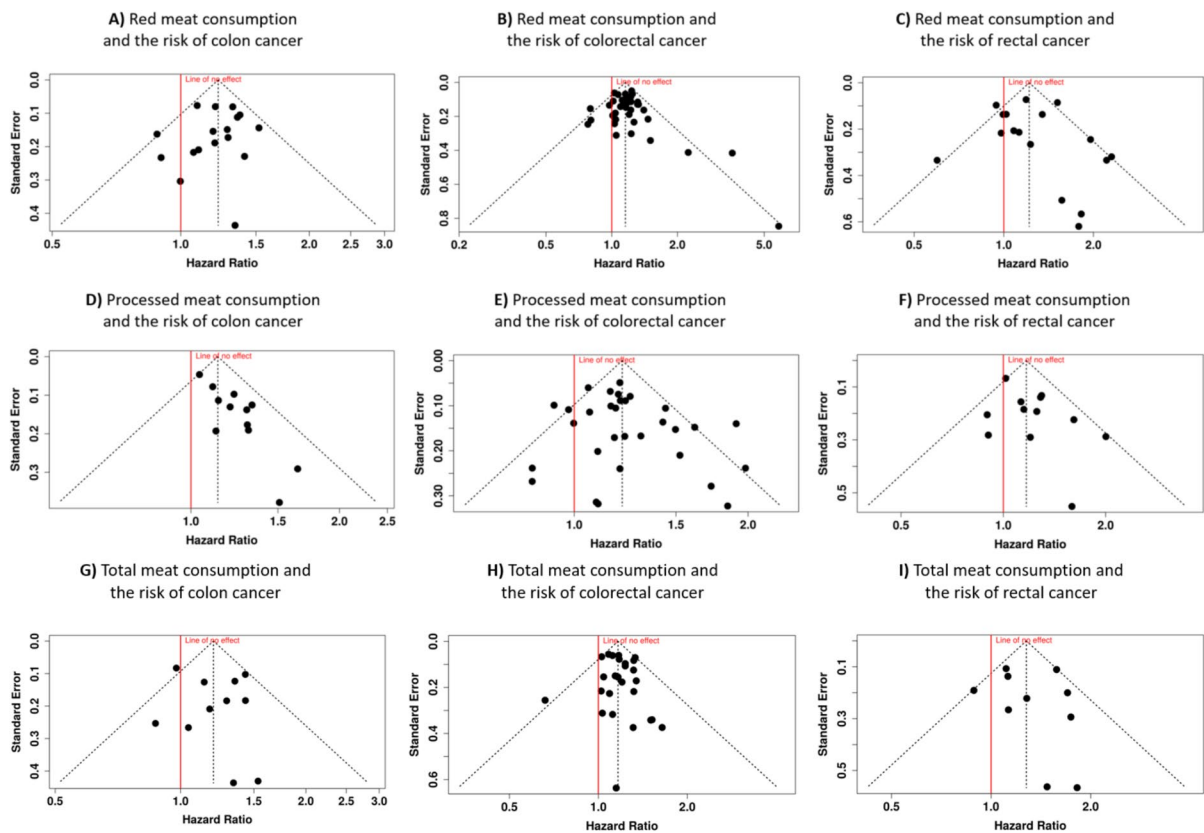 A) Red meat consumption
and the risk of colon cancer
B) Red meat consumption and
the risk of colorectal cancer
C) Red meat consumption and
the risk of rectal cancer
Line of no effect
Standard Error
0.0
0.1
0.2
0.3
0.4
0.5 1.0 1.5 2.0 2.5 3.0
Hazard Ratio
Line of no effect
Standard Error
0.0
0.2
0.4
0.6
0.8
0.2 0.5 1.0 2.0 5.0
Hazard Ratio
Line of no effect
Standard Error
0.0
0.2
0.4
0.6
0.5 1.0 2.0
Hazard Ratio
D) Processed meat consumption
and the risk of colon cancer
E) Processed meat consumption
and the risk of colorectal cancer
F) Processed meat consumption
and the risk of rectal cancer
Line of no effect
Standard Error
0.0
0.1
0.2
0.3
1.0 1.5 2.0 2.5
Hazard Ratio
Line of no effect
Standard Error
0.00
0.10
0.20
0.30
1.0 1.5 2.0
Hazard Ratio
Line of no effect
Standard Error
0.1
0.3
0.5
0.5 1.0 2.0
Hazard Ratio
G) Total meat consumption and
the risk of colon cancer
H) Total meat consumption and
the risk of colorectal cancer
I) Total meat consumption and
the risk of rectal cancer
Line of no effect
Standard Error
0.0
0.1
0.2
0.3
0.4
0.5 1.0 1.5 2.0 2.5 3.0
Hazard Ratio
Line of no effect
Standard Error
0.0
0.2
0.4
0.6
0.5 1.0 2.0
Hazard Ratio
Line of no effect
Standard Error
0.1
0.3
0.5
0.5 1.0 2.0
Hazard Ratio